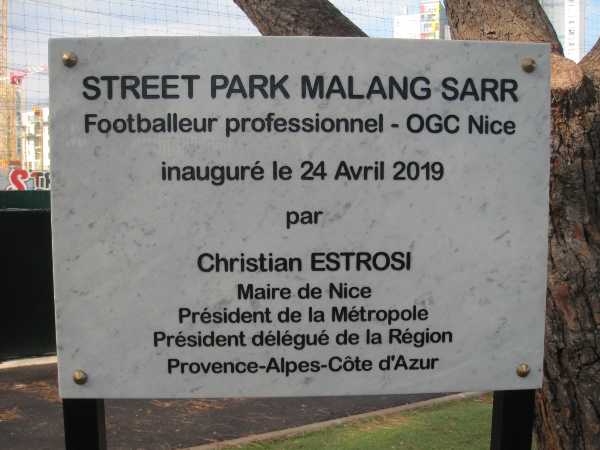 STREET PARK MALANG SARR
Footballeur professionnel - OGC Nice
inauguré le 24 Avril 2019
par
Christian ESTROSI
Maire de Nice
Président de la Métropole
Président délégué de la Région
Provence-Alpes-Côte d'Azur